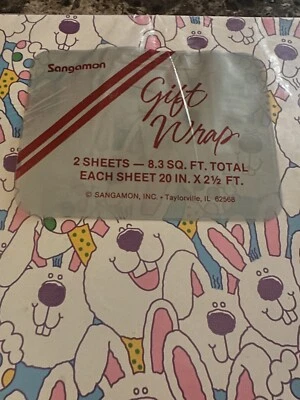 Sangamon
Gift
Wrap
2 SHEETS — 8.3 SQ. FT. TOTAL
EACH SHEET 20 IN. X 2½ FT.
© SANGAMON, INC. • Taylorville, IL 62568